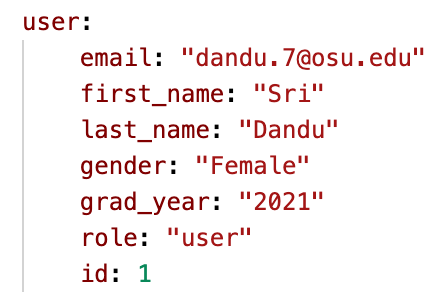 user:
email: "dandu.7@osu.edu"
first_name: "Sri"
last_name: "Dandu"
gender: "Female"
grad_year: "2021"
role: "user"
id: 1